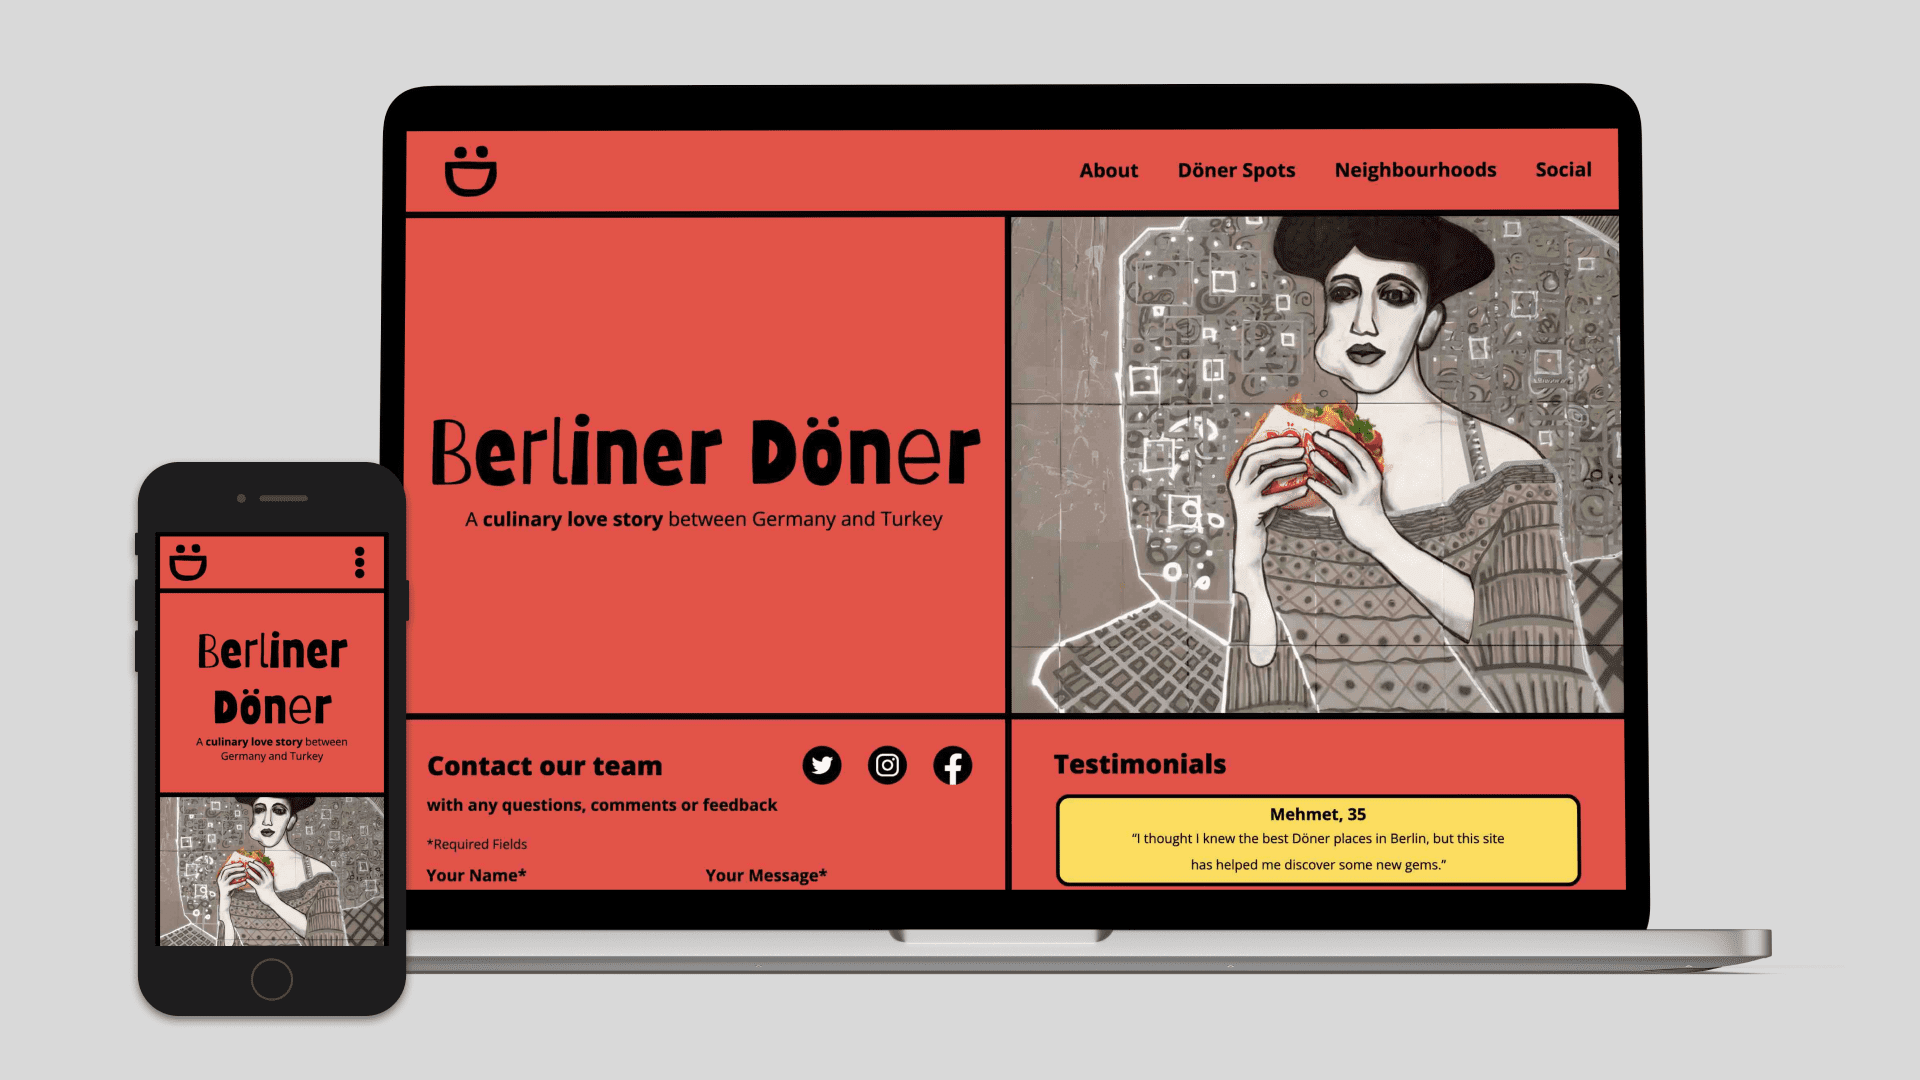 About Döner Spots Neighbourhoods Social
Berliner Döner
A culinary love story between Germany and Turkey
Contact our team
with any questions, comments or feedback
*Required Fields
Your Name* Your Message*
Testimonials
Mehmet, 35
“I thought I knew the best Döner places in Berlin, but this site
has helped me discover some new gems.”
Berliner
Döner
A culinary love story between
Germany and Turkey